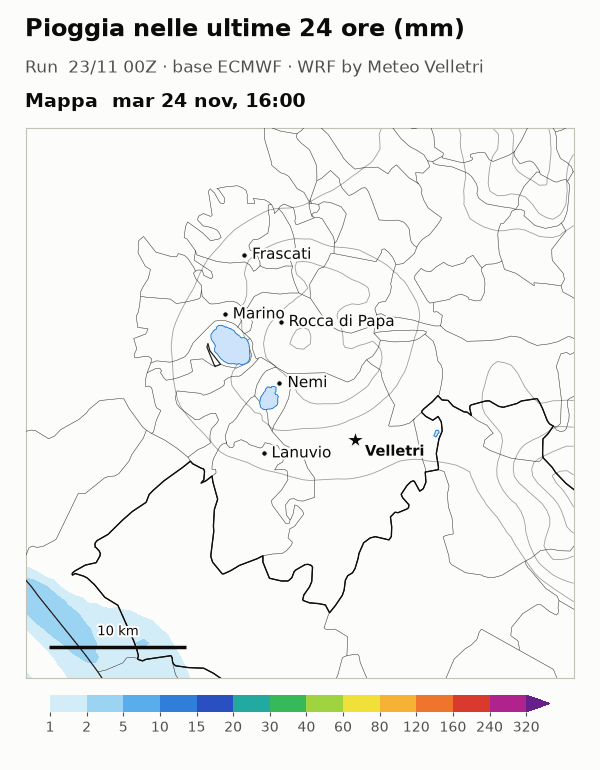 Pioggia nelle ultime 24 ore (mm)
Run  23/11 00Z · base ECMWF · WRF by Meteo Velletri
Mappa  mar 24 nov, 16:00
Frascati
Marino
Rocca di Papa
Nemi
Velletri
Lanuvio
10 km
1 2 5 10 15 20 30 40 60 80 120 160 240 320